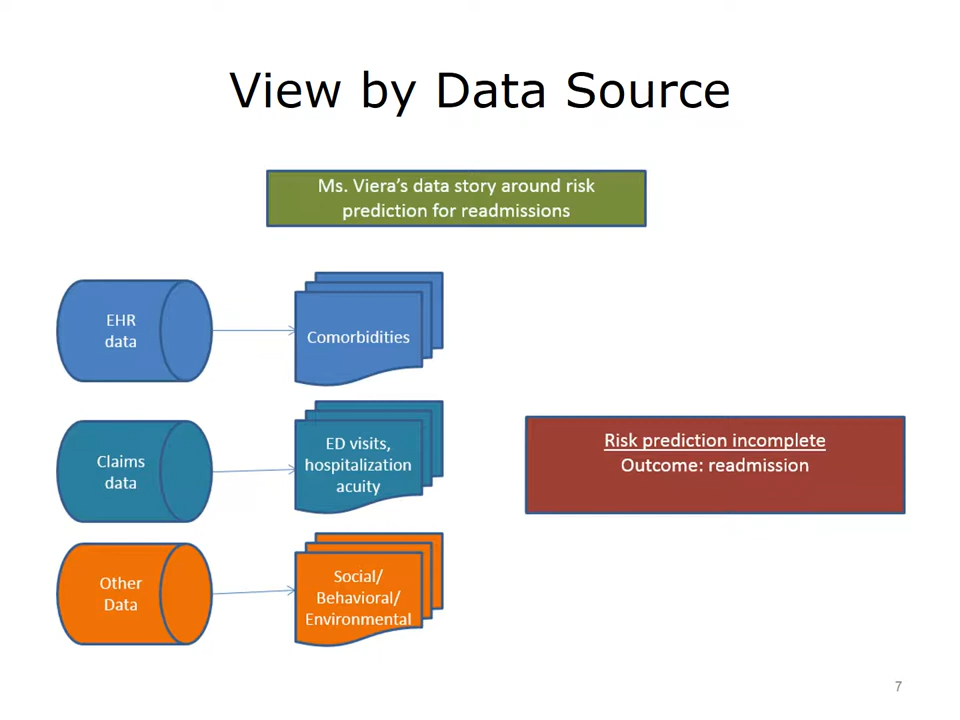 View by Data Source
Ms. Viera's data story around risk
prediction for readmissions
EHR
data
Comorbidities
Claims
data
ED visits,
hospitalization
acuity
Risk prediction incomplete
Outcome: readmission
Other
Data
Social/
Behavioral/
Environmental
7